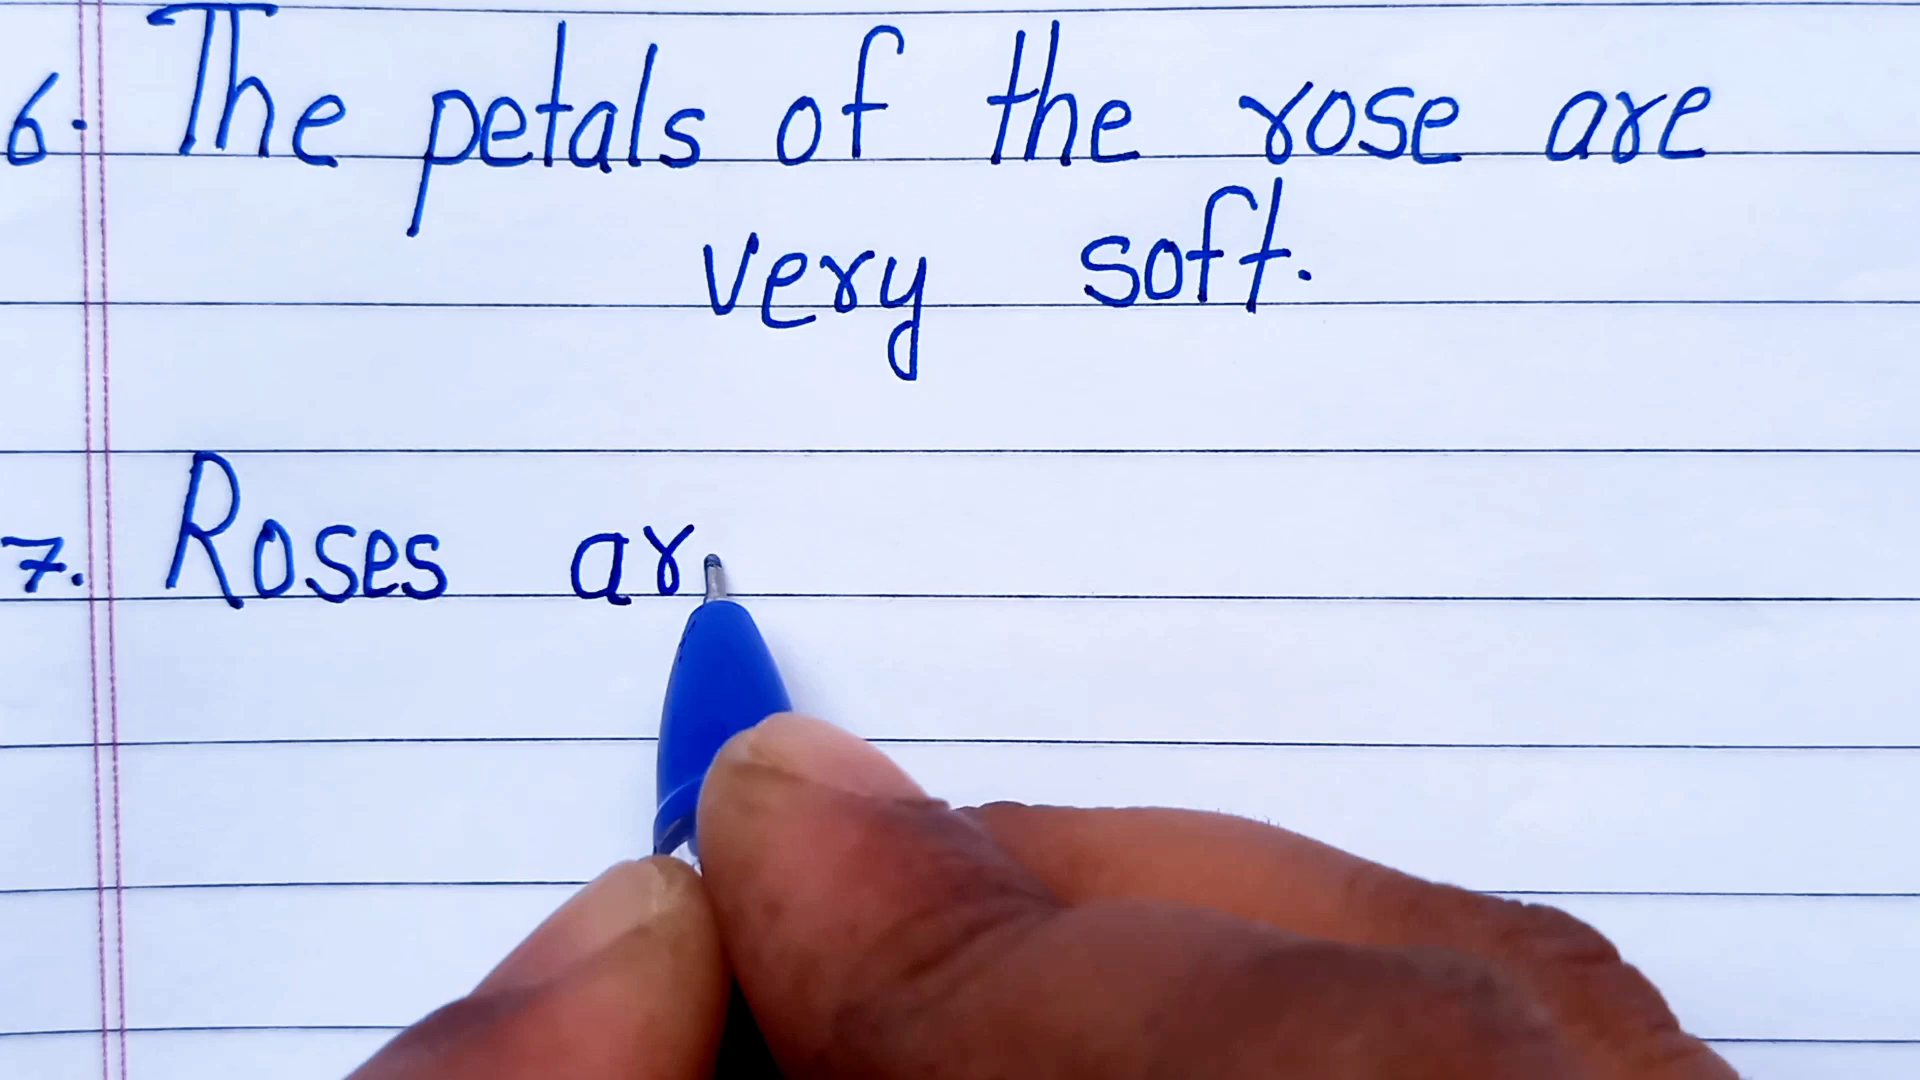 6. The petals of the rose are
very soft.
7. Roses ar